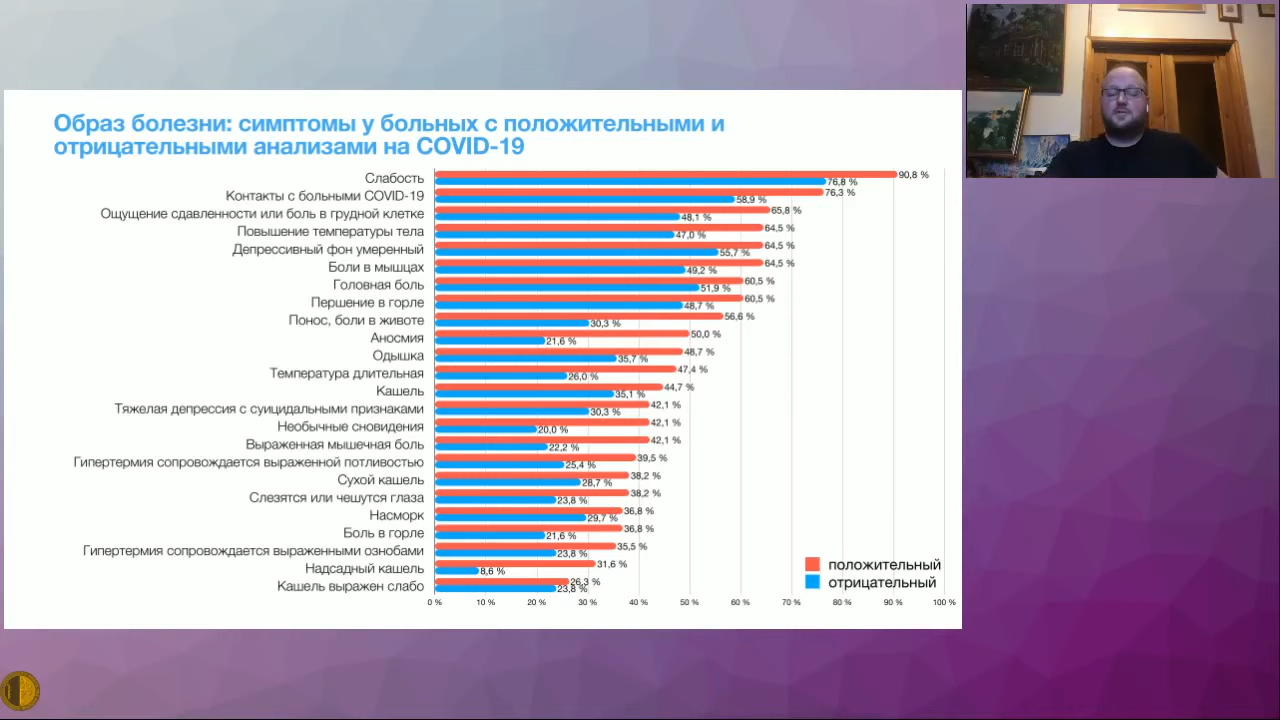 Образ болезни: симптомы у больных с положительными и
отрицательными анализами на COVID-19
Слабость
90,8 %
76,8 %
Контакты с больными COVID-19
76,3 %
58,9 %
Ощущение сдавленности или боль в грудной клетке
65,8 %
48,1 %
Повышение температуры тела
64,5 %
47,0 %
Депрессивный фон умеренный
64,5 %
55,7 %
Боли в мышцах
64,5 %
49,2 %
Головная боль
60,5 %
51,9 %
Першение в горле
60,5 %
48,7 %
Понос, боли в животе
56,6 %
30,3 %
Аносмия
50,0 %
21,6 %
Одышка
48,7 %
35,7 %
Температура длительная
47,4 %
26,0 %
Кашель
44,7 %
35,1 %
Тяжелая депрессия с суицидальными признаками
42,1 %
30,3 %
Необычные сновидения
42,1 %
20,0 %
Выраженная мышечная боль
42,1 %
22,2 %
Гипертермия сопровождается выраженной потливостью
39,5 %
25,4 %
Сухой кашель
38,2 %
28,7 %
Слезятся или чешутся глаза
38,2 %
23,8 %
Насморк
36,8 %
29,7 %
Боль в горле
36,8 %
21,6 %
Гипертермия сопровождается выраженными ознобами
35,5 %
23,8 %
Надсадный кашель
31,6 %
8,6 %
Кашель выражен слабо
26,3 %
23,8 %
положительный
отрицательный
0 % 10 % 20 % 30 % 40 % 50 % 60 % 70 % 80 % 90 % 100 %